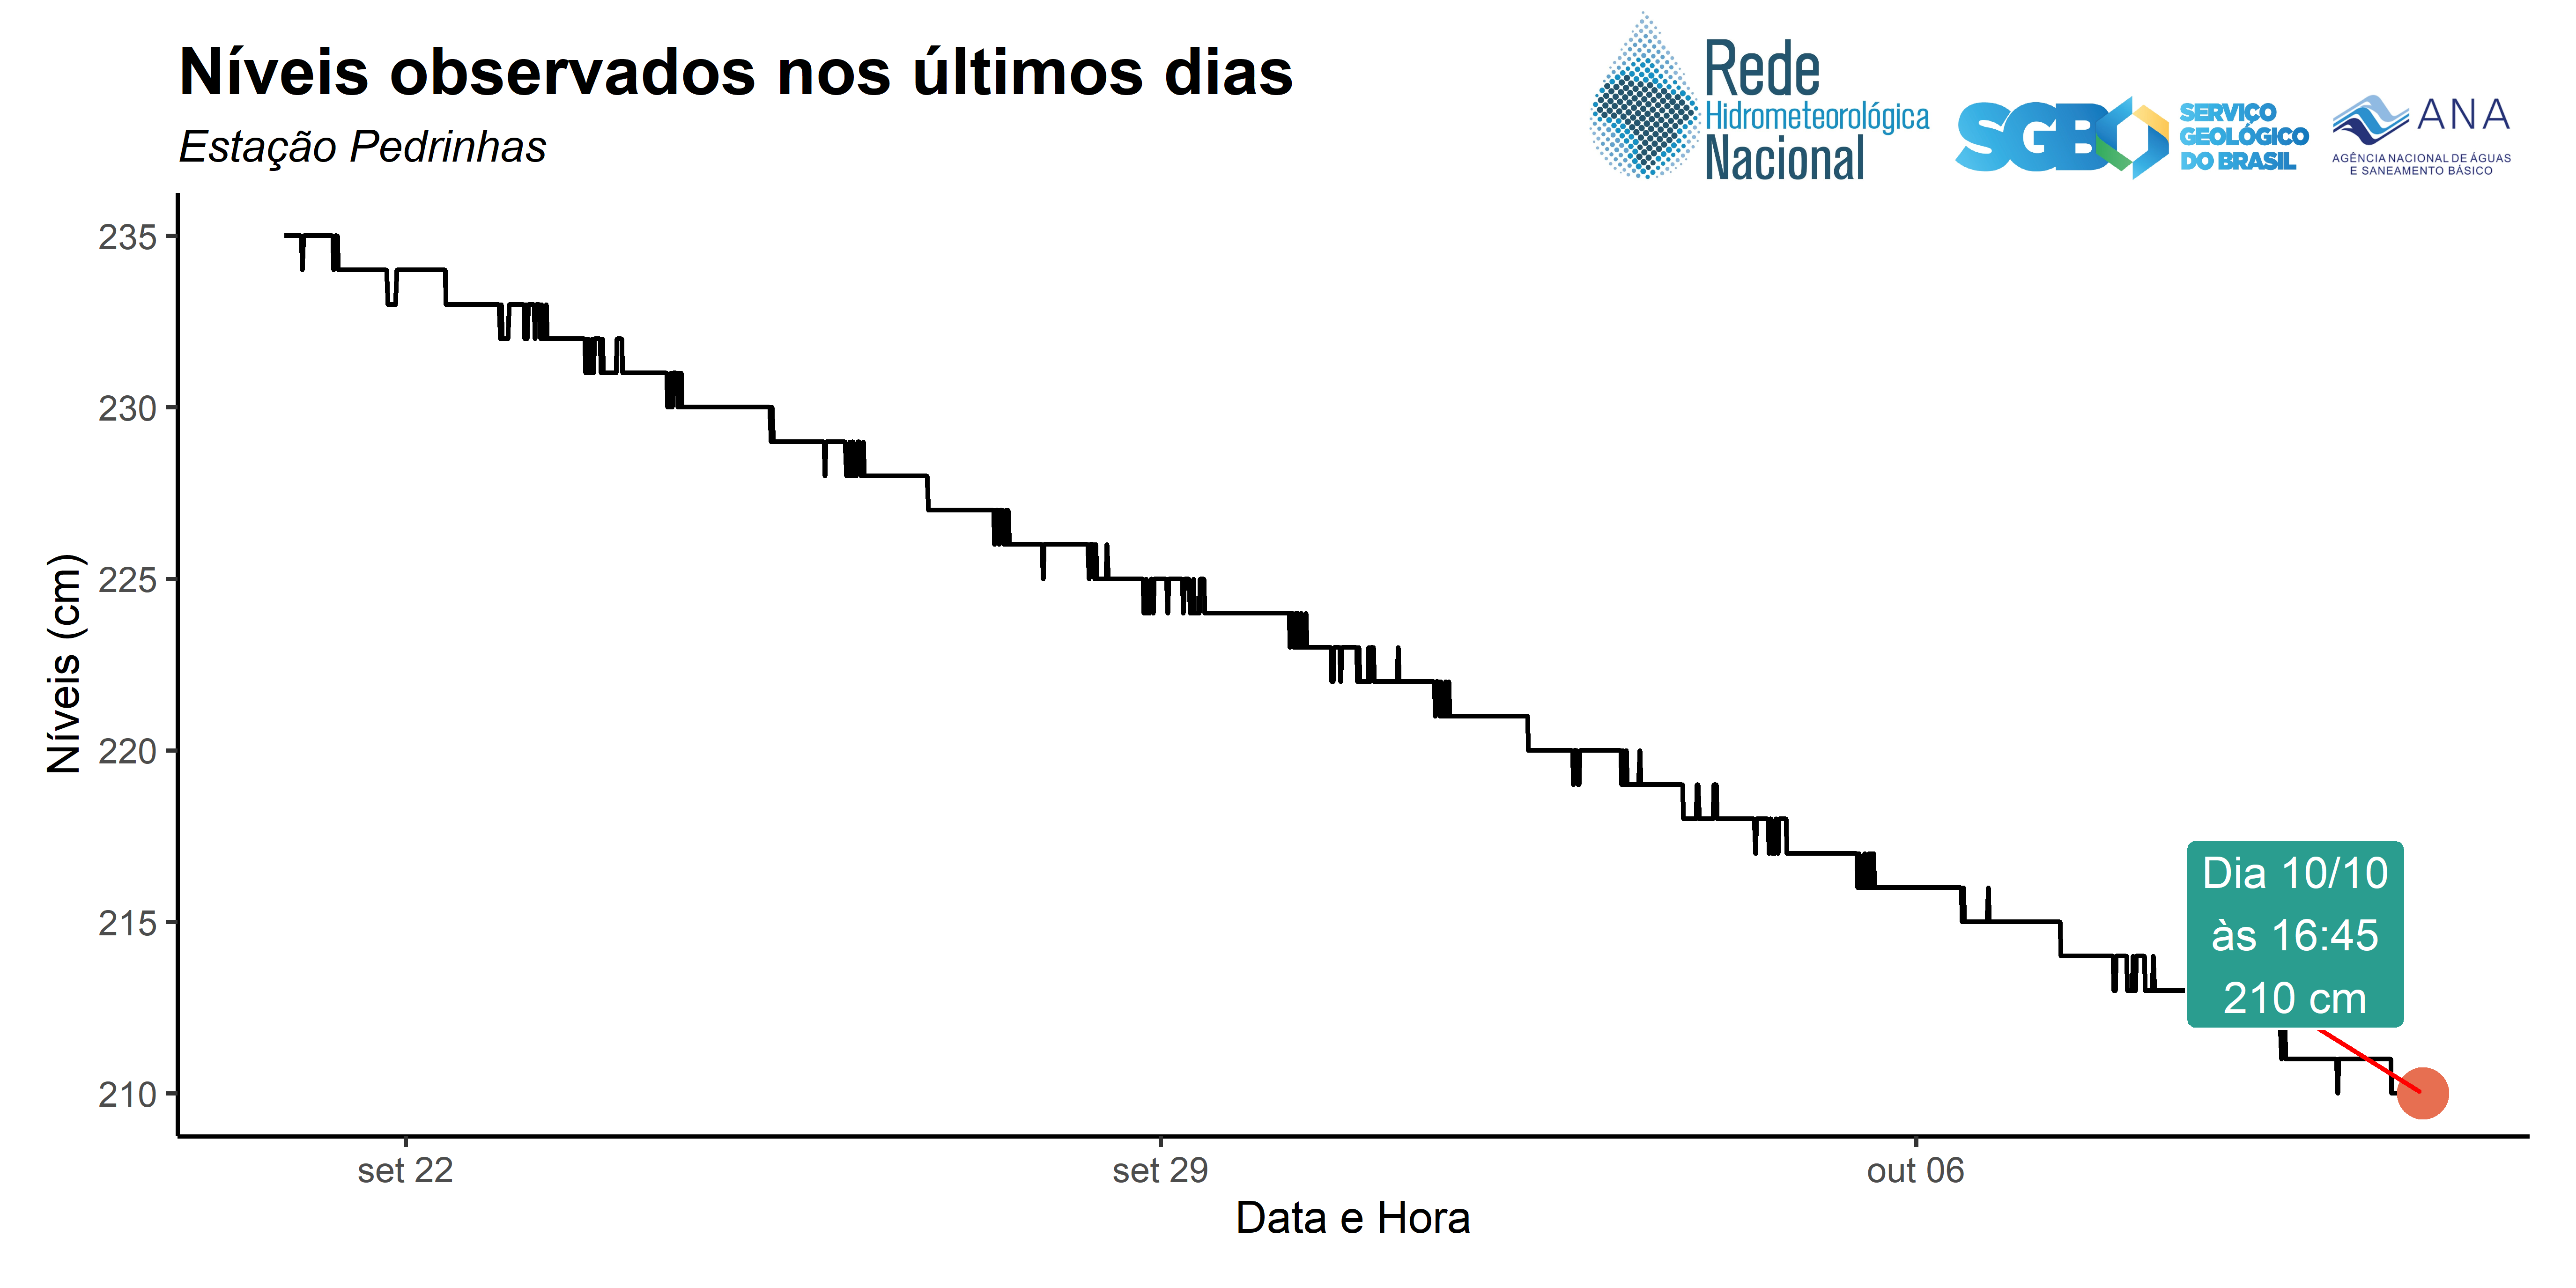 Níveis observados nos últimos dias
Estação Pedrinhas
Rede
Hidrometeorológica
Nacional
SGB
SERVIÇO
GEOLÓGICO
DO BRASIL
ANA
AGÊNCIA NACIONAL DE ÁGUAS
E SANEAMENTO BÁSICO
Níveis (cm)
235
230
225
220
215
210
Dia 10/10
às 16:45
210 cm
set 22
set 29
out 06
Data e Hora